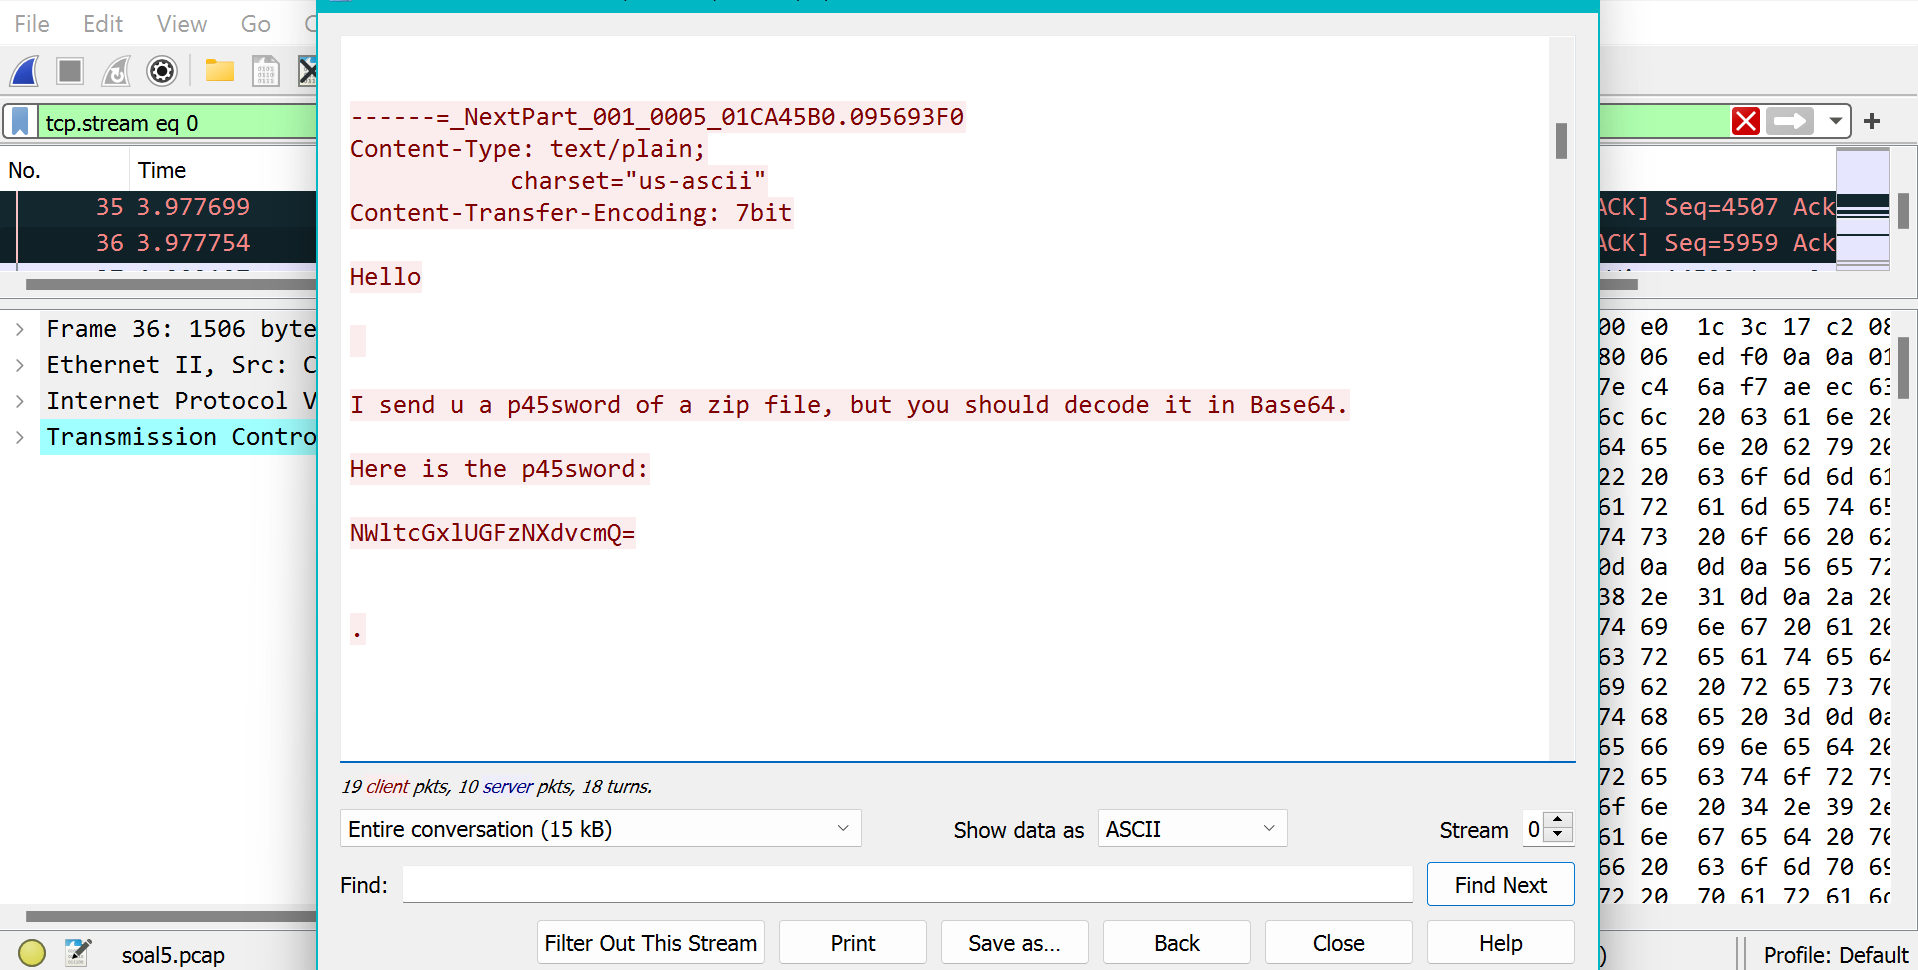 File Edit View Go
tcp.stream eq 0
No. Time
35 3.977699
36 3.977754
ACK] Seq=4507 Ack
ACK] Seq=5959 Ack
Frame 36: 1506 byte
Ethernet II, Src: C
Internet Protocol V
Transmission Contro
------=_NextPart_001_0005_01CA45B0.095693F0
Content-Type: text/plain;
charset="us-ascii"
Content-Transfer-Encoding: 7bit
Hello
I send u a p45sword of a zip file, but you should decode it in Base64.
Here is the p45sword:
NWltcGxlUGFzNXdvcmQ=
.
00 e0 1c 3c 17 c2 08
80 06 ed f0 0a 0a 01
7e c4 6a f7 ae ec 63
6c 6c 20 63 61 6e 20
64 65 6e 20 62 79 20
22 20 63 6f 6d 6d 61
61 72 61 6d 65 74 65
74 73 20 6f 66 20 62
0d 0a 0d 0a 56 65 72
38 2e 31 0d 0a 2a 20
74 69 6e 67 20 61 20
63 72 65 61 74 65 64
69 62 20 72 65 73 70
74 68 65 20 3d 0d 0a
65 66 69 6e 65 64 20
72 65 63 74 6f 72 79
6f 6e 20 34 2e 39 2e
61 6e 67 65 64 20 70
66 20 63 6f 6d 70 69
72 20 70 61 72 61 6d
19 client pkts, 10 server pkts, 18 turns.
Entire conversation (15 kB)
Show data as ASCII
Stream 0
Find:
Find Next
Filter Out This Stream
Print
Save as...
Back
Close
Help
soal5.pcap
Profile: Default